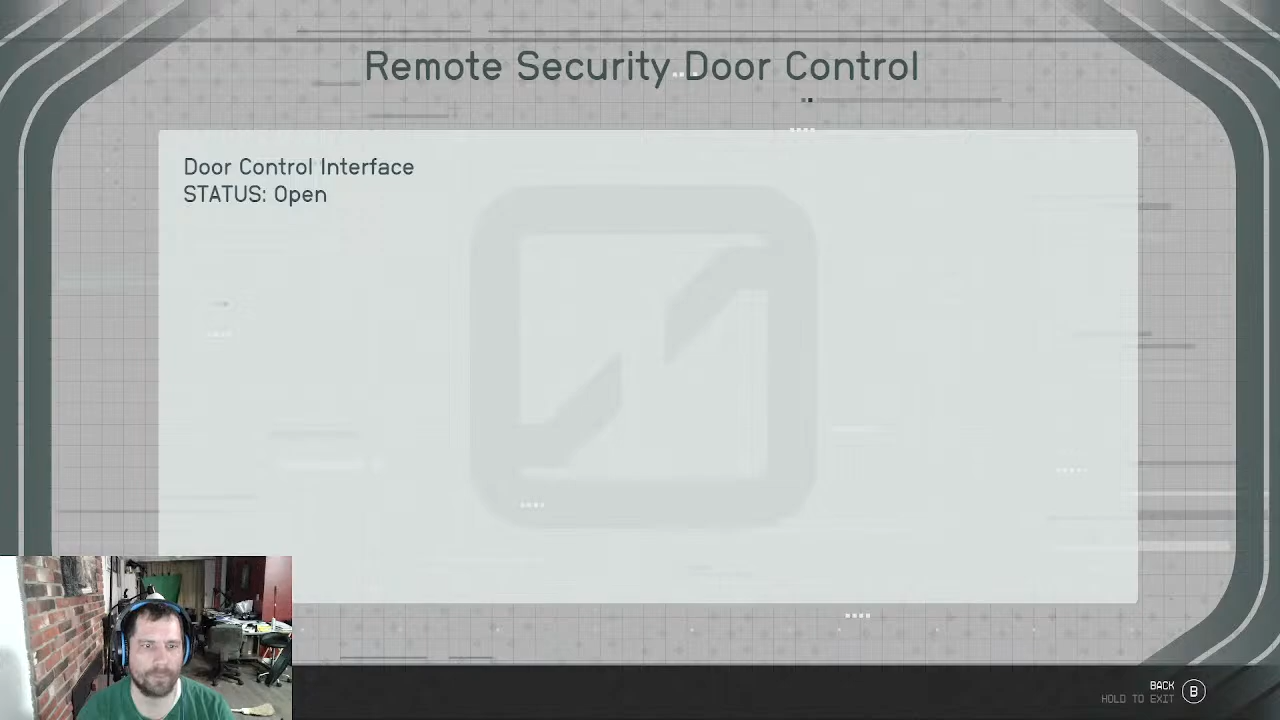 Remote Security Door Control
Door Control Interface
STATUS: Open
BACK
HOLD TO EXIT
B